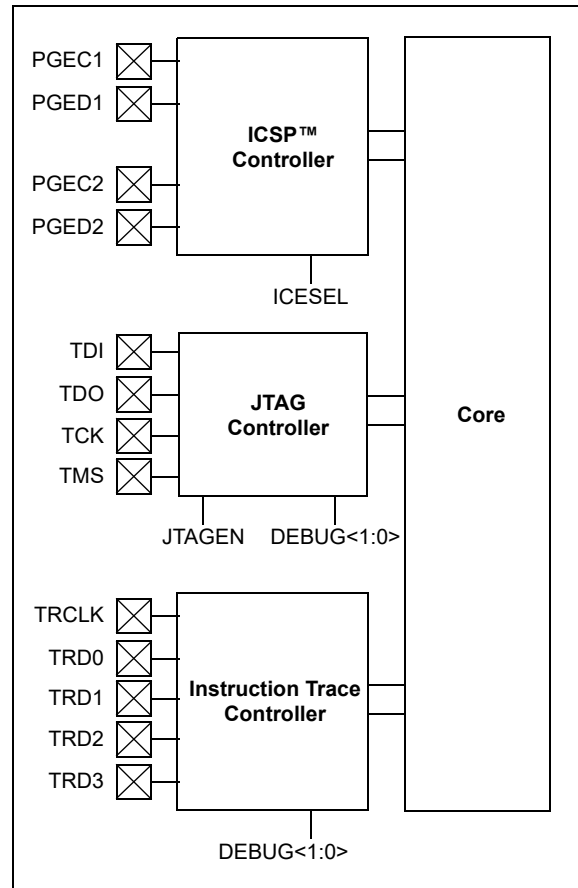 PGEC1
PGED1
PGEC2
PGED2
ICSP™
Controller
ICESEL
TDI
TDO
TCK
TMS
JTAG
Controller
Core
JTAGEN DEBUG<1:0>
TRCLK
TRD0
TRD1
TRD2
TRD3
Instruction Trace
Controller
DEBUG<1:0>